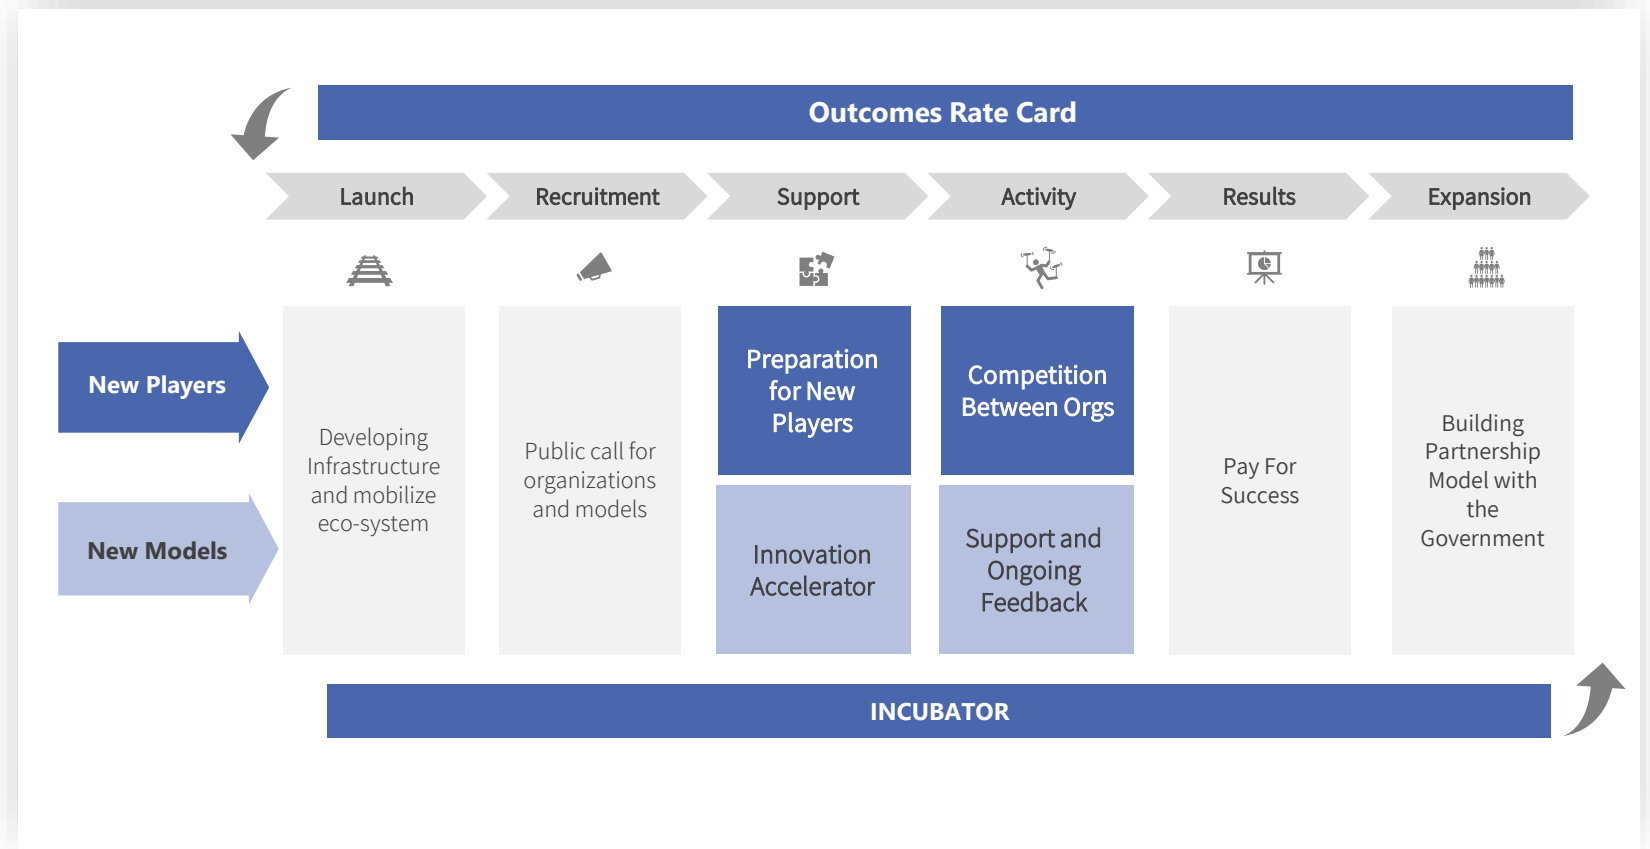 Outcomes Rate Card
Launch
Recruitment
Support
Activity
Results
Expansion
New Players
New Models
Developing
Infrastructure
and mobilize
eco-system
Public call for
organizations
and models
Preparation
for New
Players
Innovation
Accelerator
Competition
Between Orgs
Support and
Ongoing
Feedback
Pay For
Success
Building
Partnership
Model with
the
Government
INCUBATOR